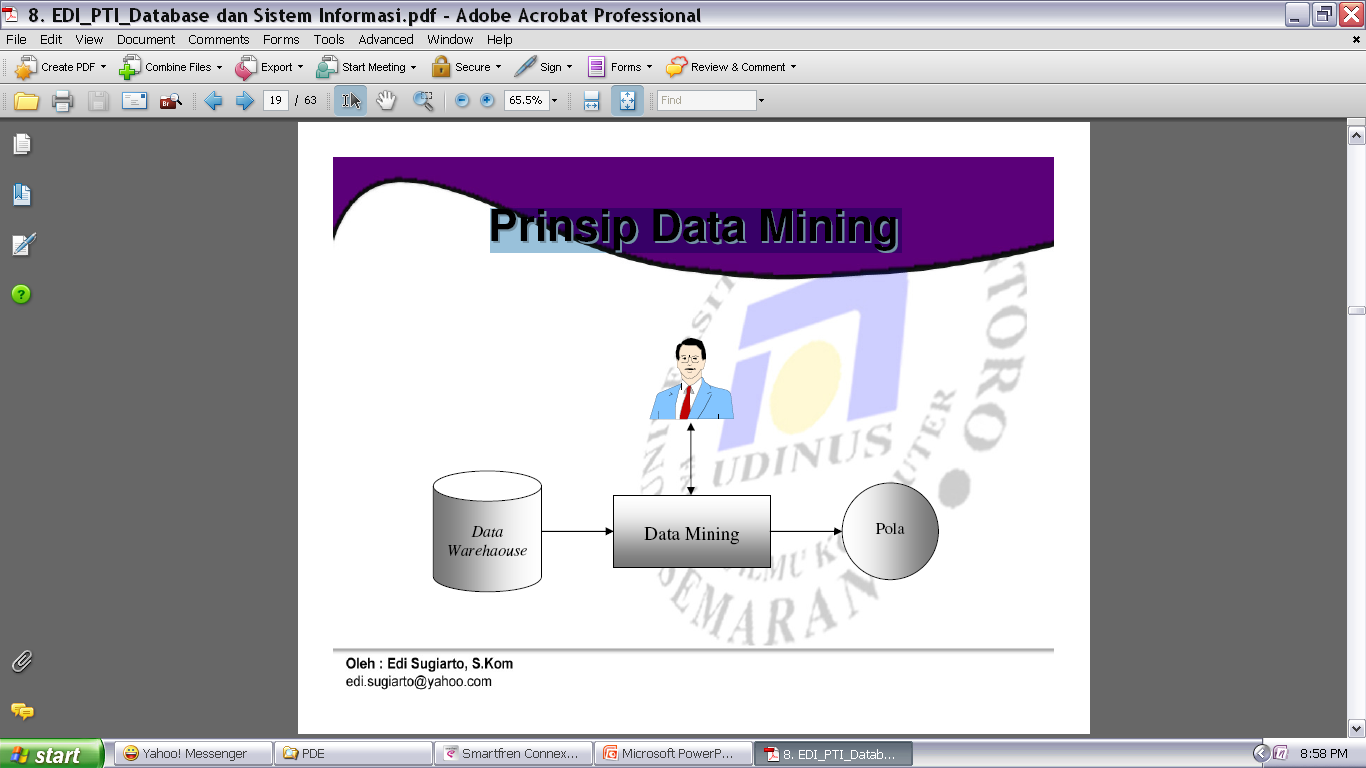 8. EDI_PTI_Database dan Sistem Informasi.pdf - Adobe Acrobat Professional
File Edit View Document Comments Forms Tools Advanced Window Help
Create PDF Combine Files Export Start Meeting Secure Sign Forms Review & Comment
19 / 63 65.5% Find
Prinsip Data Mining
UDINUS
SEMARANG
Data
Warehaouse
Data Mining
Pola
Oleh : Edi Sugiarto, S.Kom
edi.sugiarto@yahoo.com
start Yahoo! Messenger PDE Smartfren Connex... Microsoft PowerP... 8. EDI_PTI_Datab... 8:58 PM